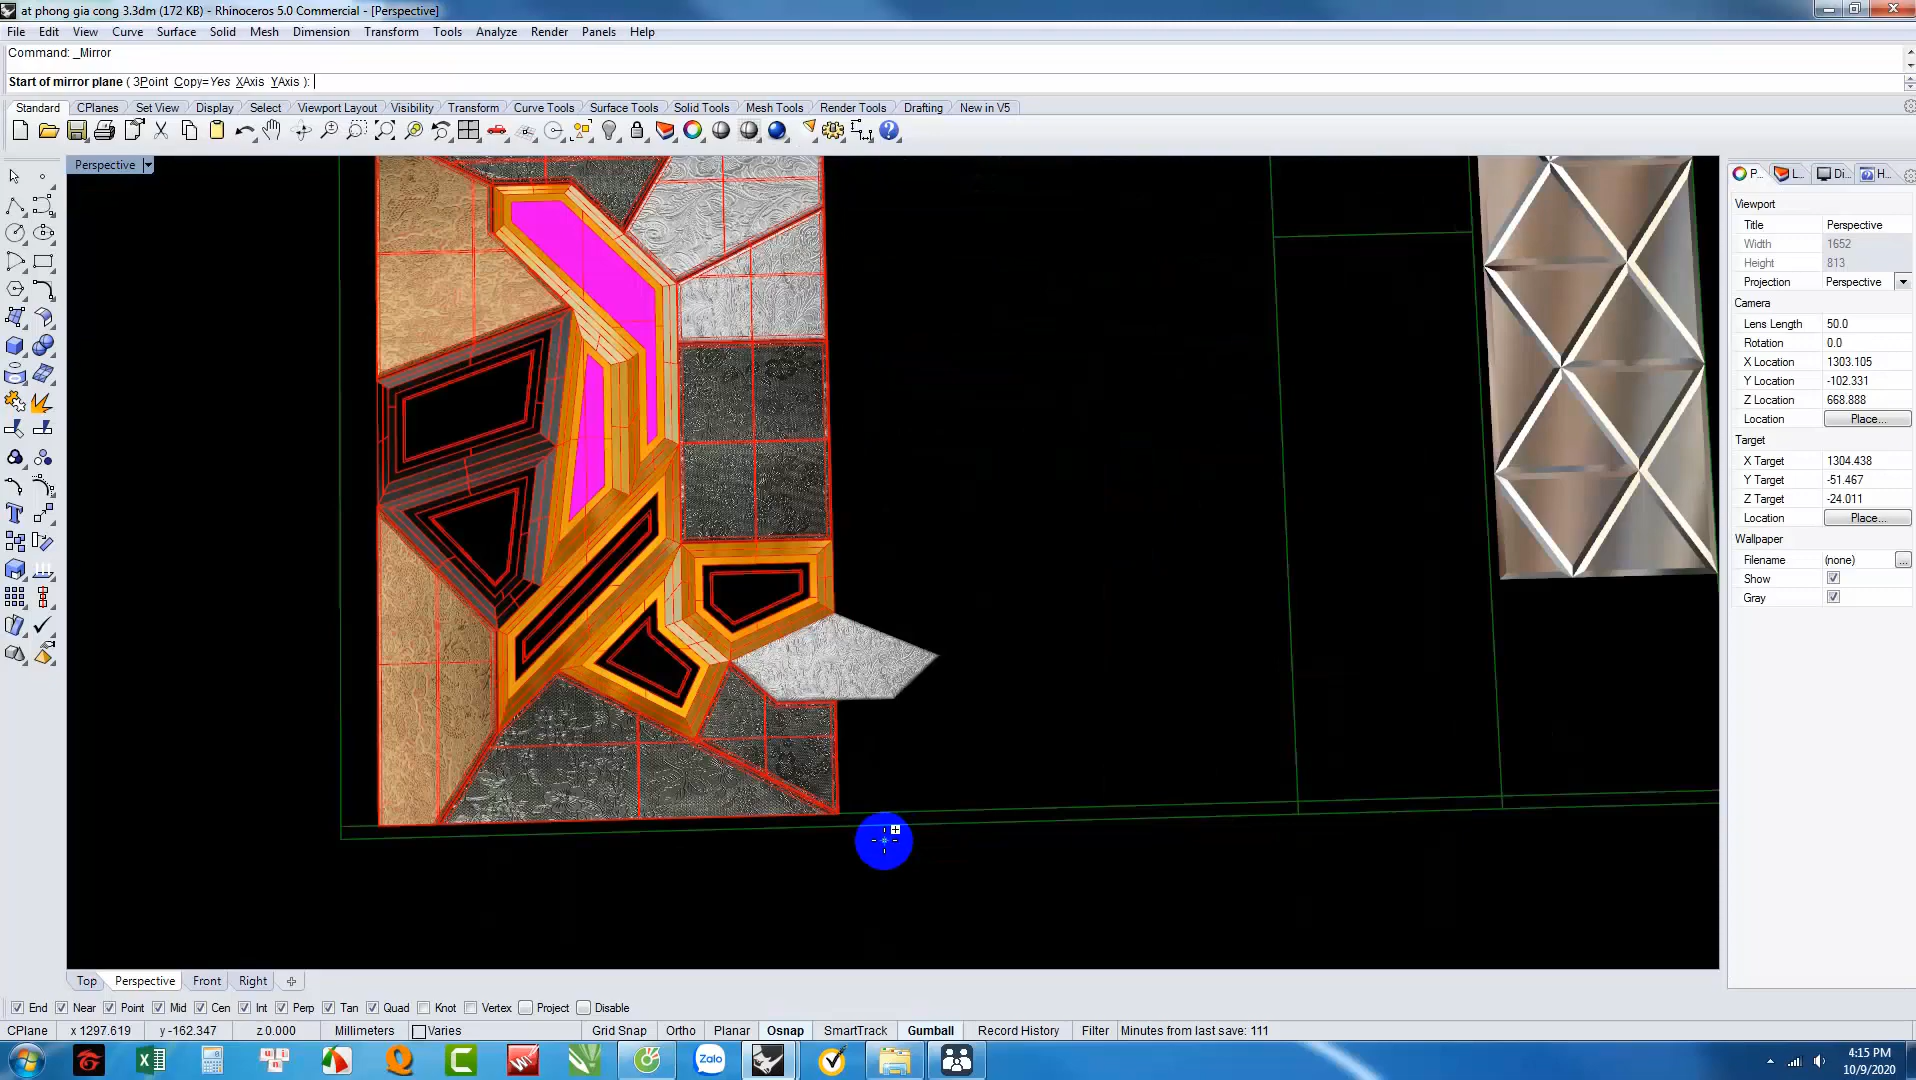 at phong gia cong 3.3dm (172 KB) - Rhinoceros 5.0 Commercial - [Perspective]
File Edit View Curve Surface Solid Mesh Dimension Transform Tools Analyze Render Panels Help
Command: _Mirror
Start of mirror plane ( 3Point Copy=Yes XAxis YAxis ):
Standard CPlanes Set View Display Select Viewport Layout Visibility Transform Curve Tools Surface Tools Solid Tools Mesh Tools Render Tools Drafting New in V5
Perspective
P... L... Di... H...
Viewport
Title Perspective
Width 1652
Height 813
Projection Perspective
Camera
Lens Length 50.0
Rotation 0.0
X Location 1303.105
Y Location -102.331
Z Location 668.888
Location Place...
Target
X Target 1304.438
Y Target -51.467
Z Target -24.011
Location Place...
Wallpaper
Filename (none) ...
Show
Gray
Top Perspective Front Right
End Near Point Mid Cen Int Perp Tan Quad Knot Vertex Project Disable
CPlane x 1297.619 y -162.347 z 0.000 Millimeters Varies Grid Snap Ortho Planar Osnap SmartTrack Gumball Record History Filter Minutes from last save: 111
Zalo
4:15 PM
10/9/2020